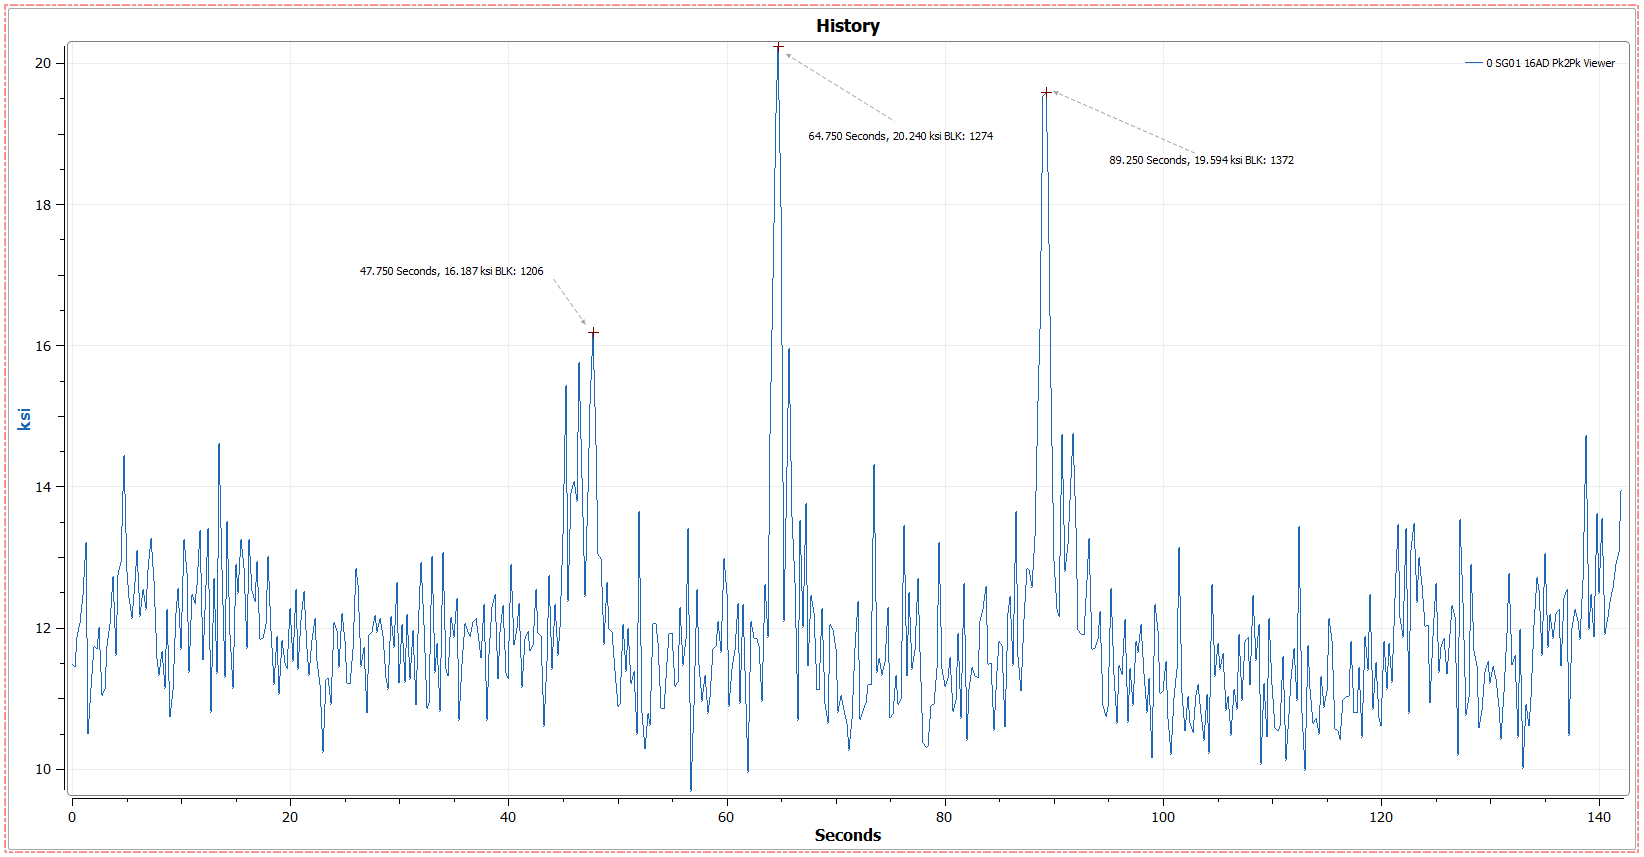 History
0 SG01 16AD Pk2Pk Viewer
64.750 Seconds, 20.240 ksi BLK: 1274
89.250 Seconds, 19.594 ksi BLK: 1372
47.750 Seconds, 16.187 ksi BLK: 1206
ksi
20
18
16
14
12
10
0 20 40 60 80 100 120 140
Seconds